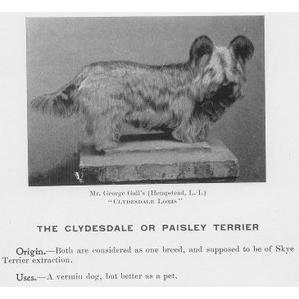 Mr. George Gall's (Hempstead, L. I.)
"CLYDESDALE LORIS"
THE CLYDESDALE OR PAISLEY TERRIER
Origin.—Both are considered as one breed, and supposed to be of Skye
Terrier extraction.
Uses.—A vermin dog, but better as a pet.